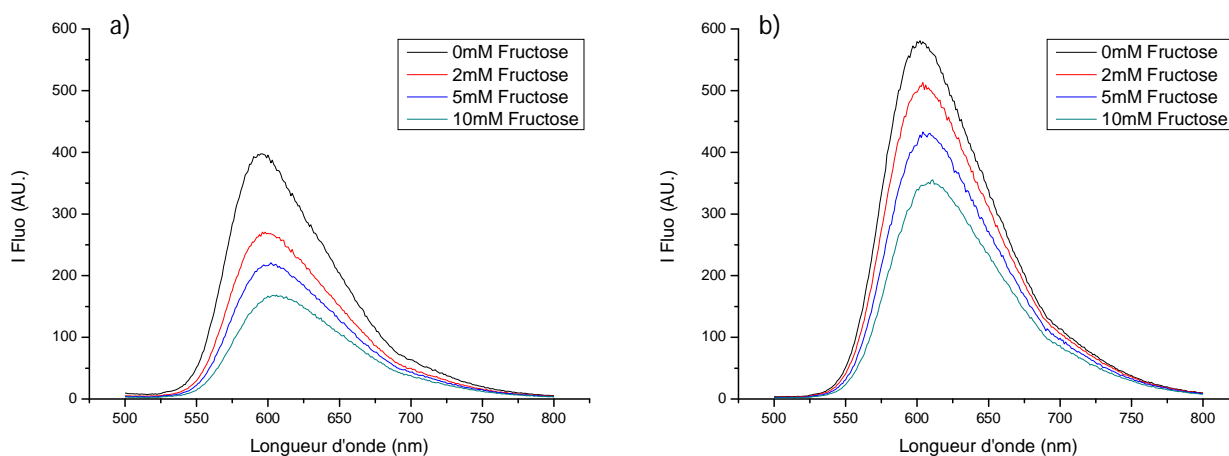 a)
600
500
400
300
200
100
0
I Fluo (AU.)
500 550 600 650 700 750 800
Longueur d'onde (nm)
0mM Fructose
2mM Fructose
5mM Fructose
10mM Fructose
b)
600
500
400
300
200
100
0
I Fluo (AU.)
500 550 600 650 700 750 800
Longueur d'onde (nm)
0mM Fructose
2mM Fructose
5mM Fructose
10mM Fructose